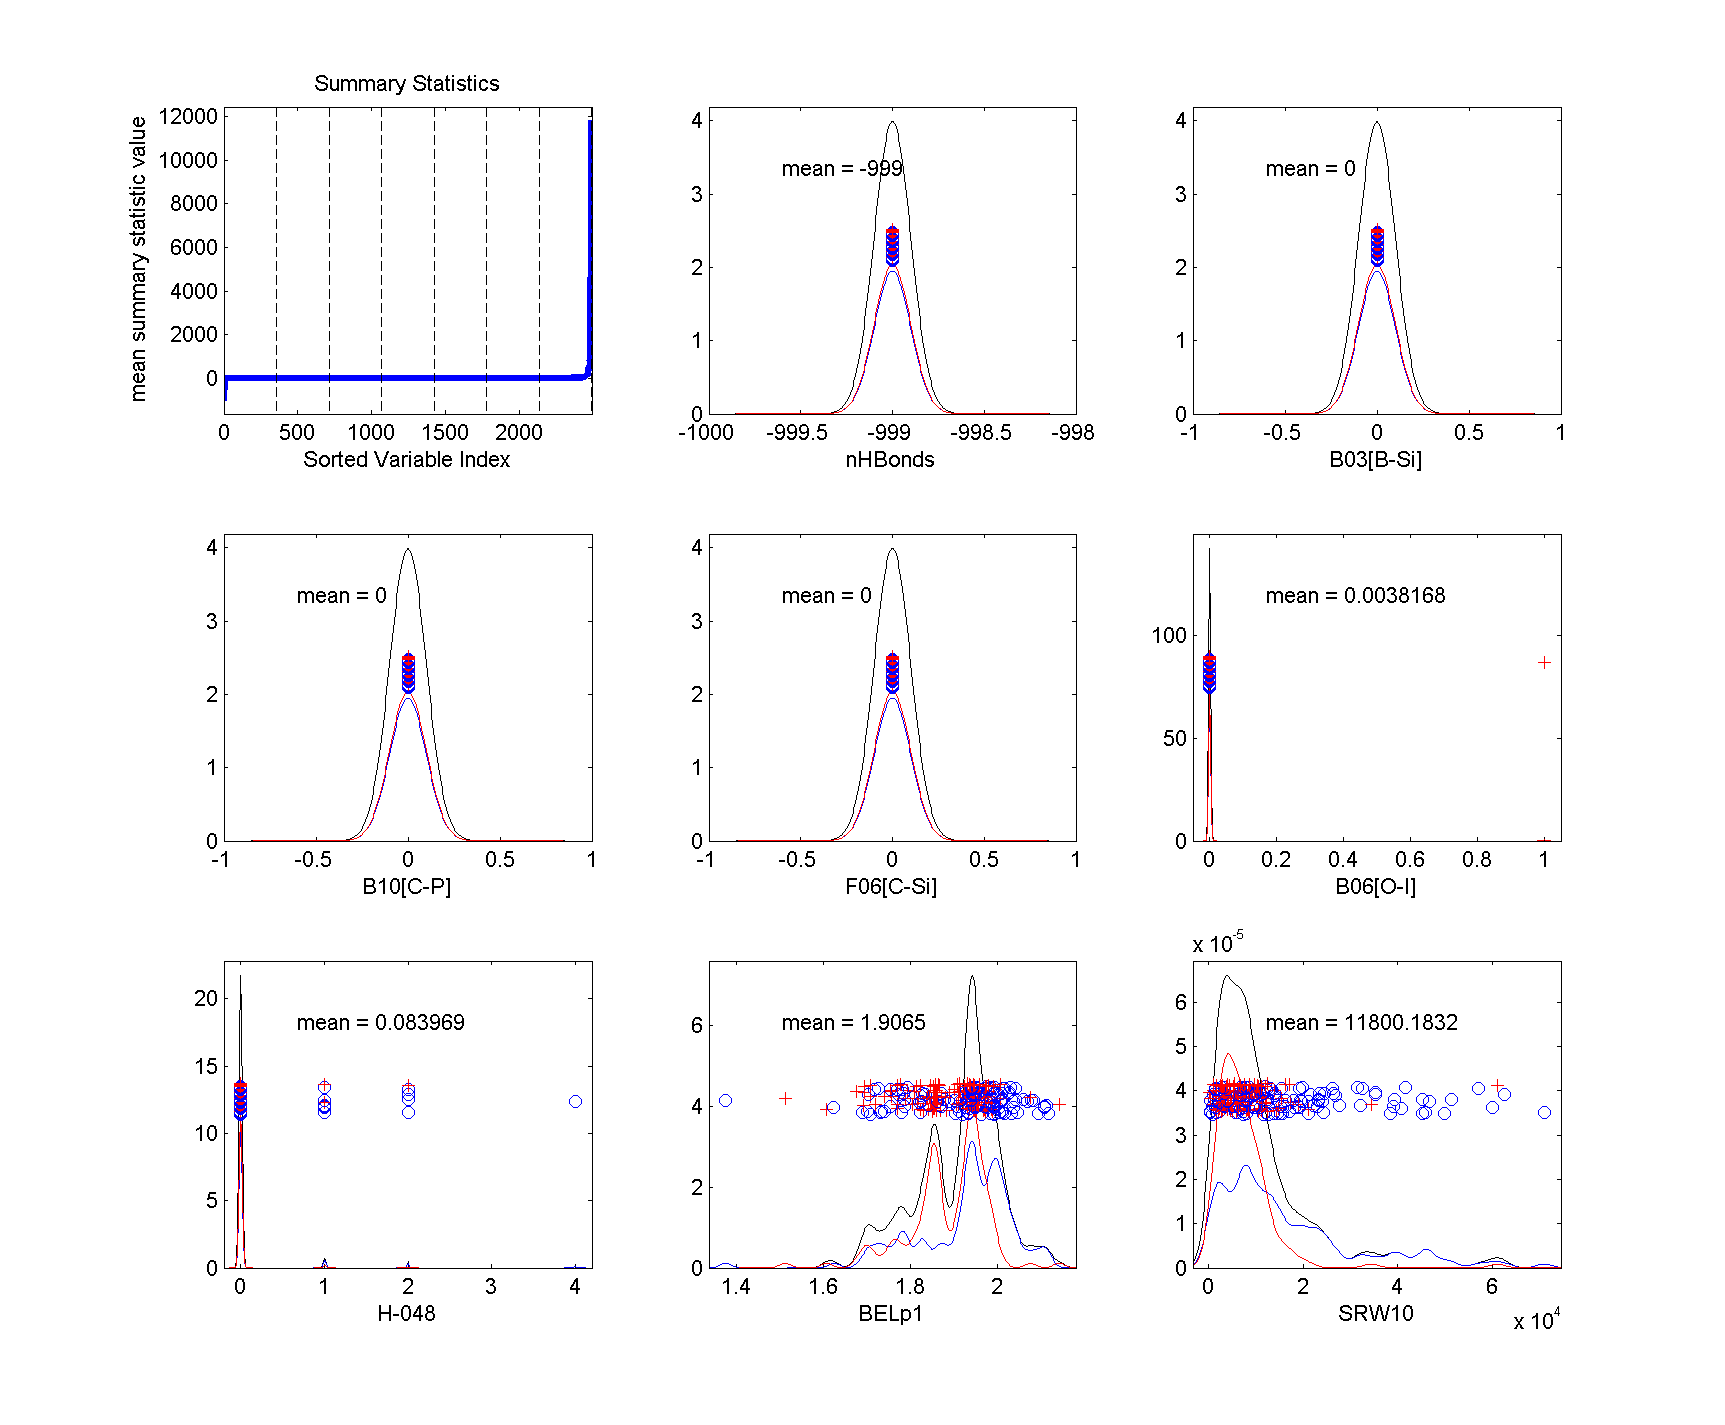 Summary Statistics
mean summary statistic value
12000
10000
8000
6000
4000
2000
0
0 500 1000 1500 2000
Sorted Variable Index
4
3
2
1
0
mean = -999
-1000 -999.5 -999 -998.5 -998
nHBonds
4
3
2
1
0
mean = 0
-1 -0.5 0 0.5 1
B03[B-Si]
4
3
2
1
0
mean = 0
-1 -0.5 0 0.5 1
B10[C-P]
4
3
2
1
0
mean = 0
-1 -0.5 0 0.5 1
F06[C-Si]
100
50
0
mean = 0.0038168
0 0.2 0.4 0.6 0.8 1
B06[O-I]
20
15
10
5
0
mean = 0.083969
0 1 2 3 4
H-048
6
4
2
0
mean = 1.9065
1.4 1.6 1.8 2
BELp1
x 10-5
6
5
4
3
2
1
0
mean = 11800.1832
0 2 4 6
SRW10
x 104